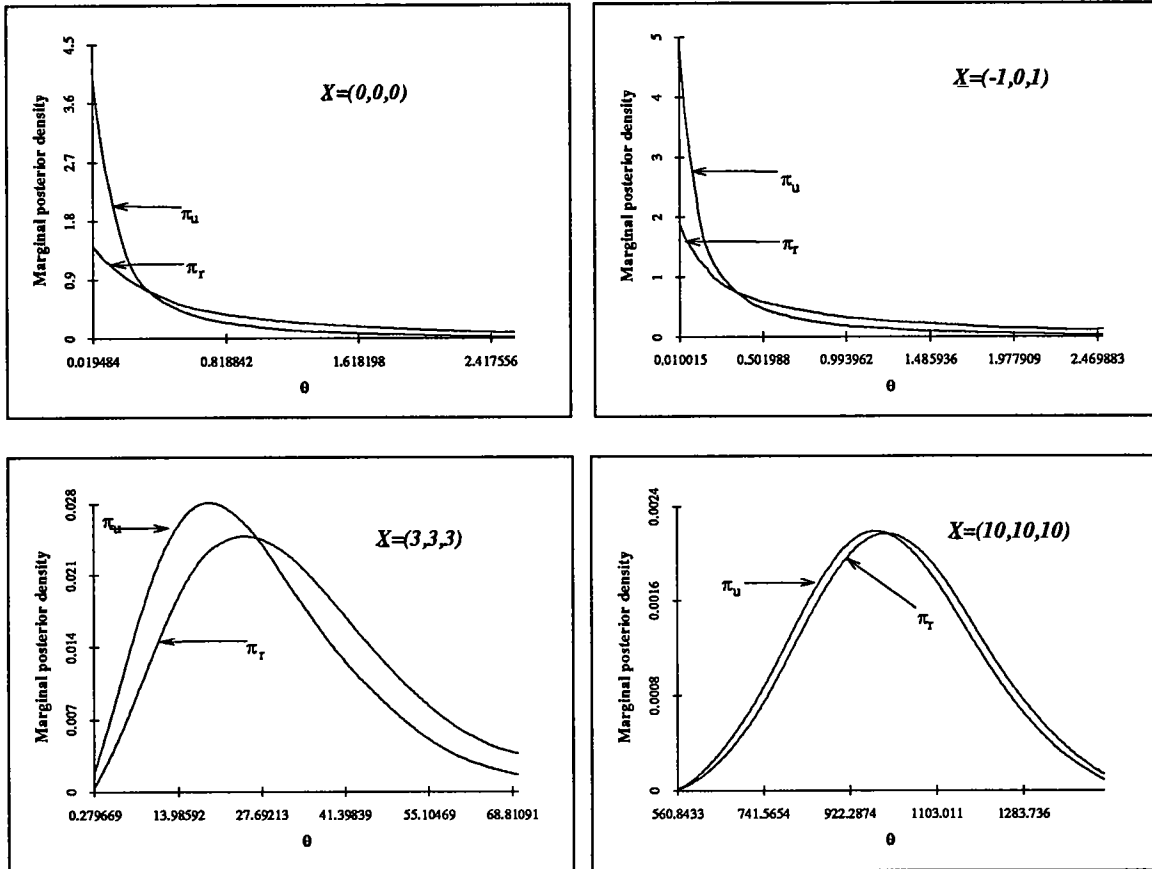 Marginal posterior density
4.5
3.6
2.7
1.8
0.9
0
X=(0,0,0)
π_u
π_r
0.019484
0.818842
1.618198
2.417556
θ
Marginal posterior density
5
4
3
2
1
0
X=(-1,0,1)
π_u
π_r
0.010015
0.501988
0.993962
1.485936
1.977909
2.469883
θ
Marginal posterior density
0.028
0.021
0.014
0.007
0
X=(3,3,3)
π_u
π_r
0.279669
13.98592
27.69213
41.39839
55.10469
68.81091
θ
Marginal posterior density
0.0024
0.0016
0.0008
0
X=(10,10,10)
π_u
π_r
560.8433
741.5654
922.2874
1103.011
1283.736
θ